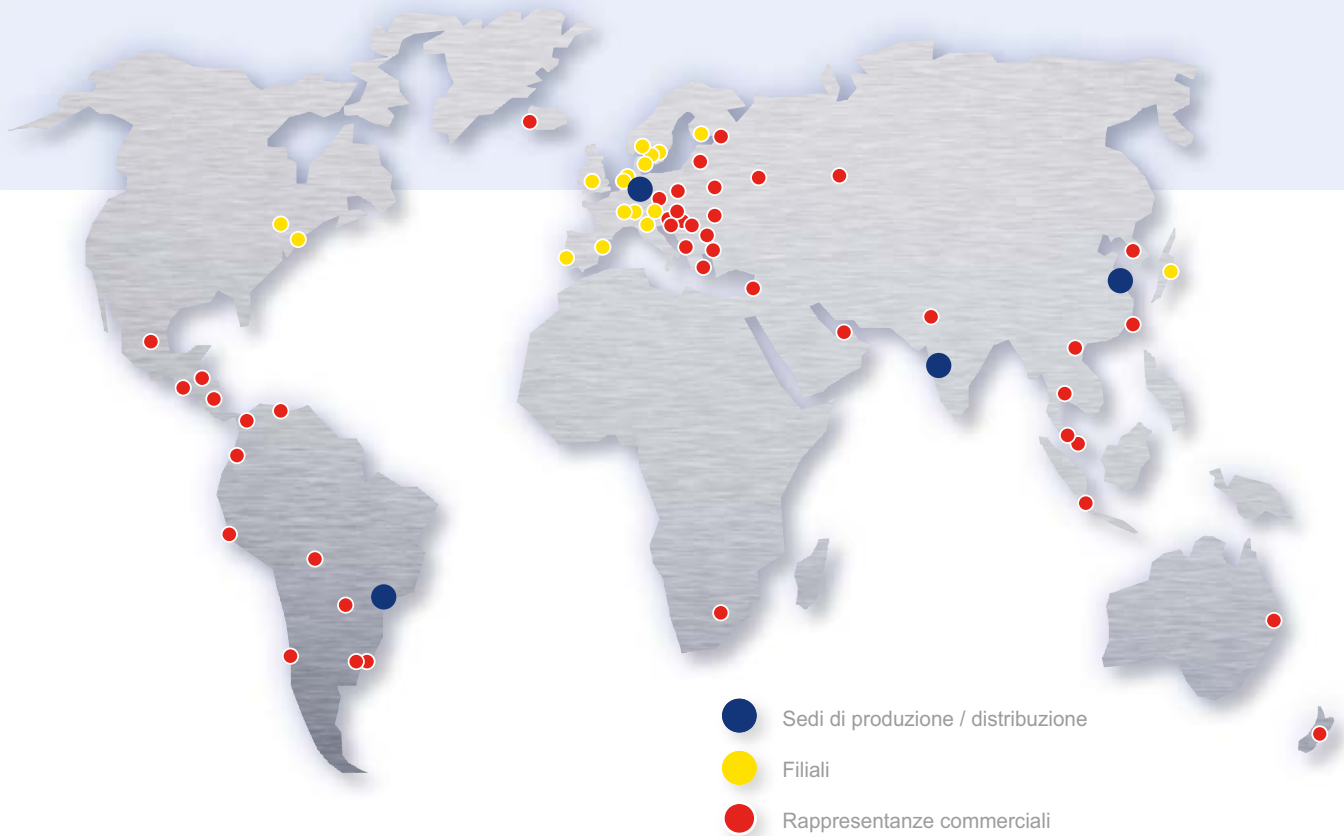 Sedi di produzione / distribuzione
Filiali
Rappresentanze commerciali